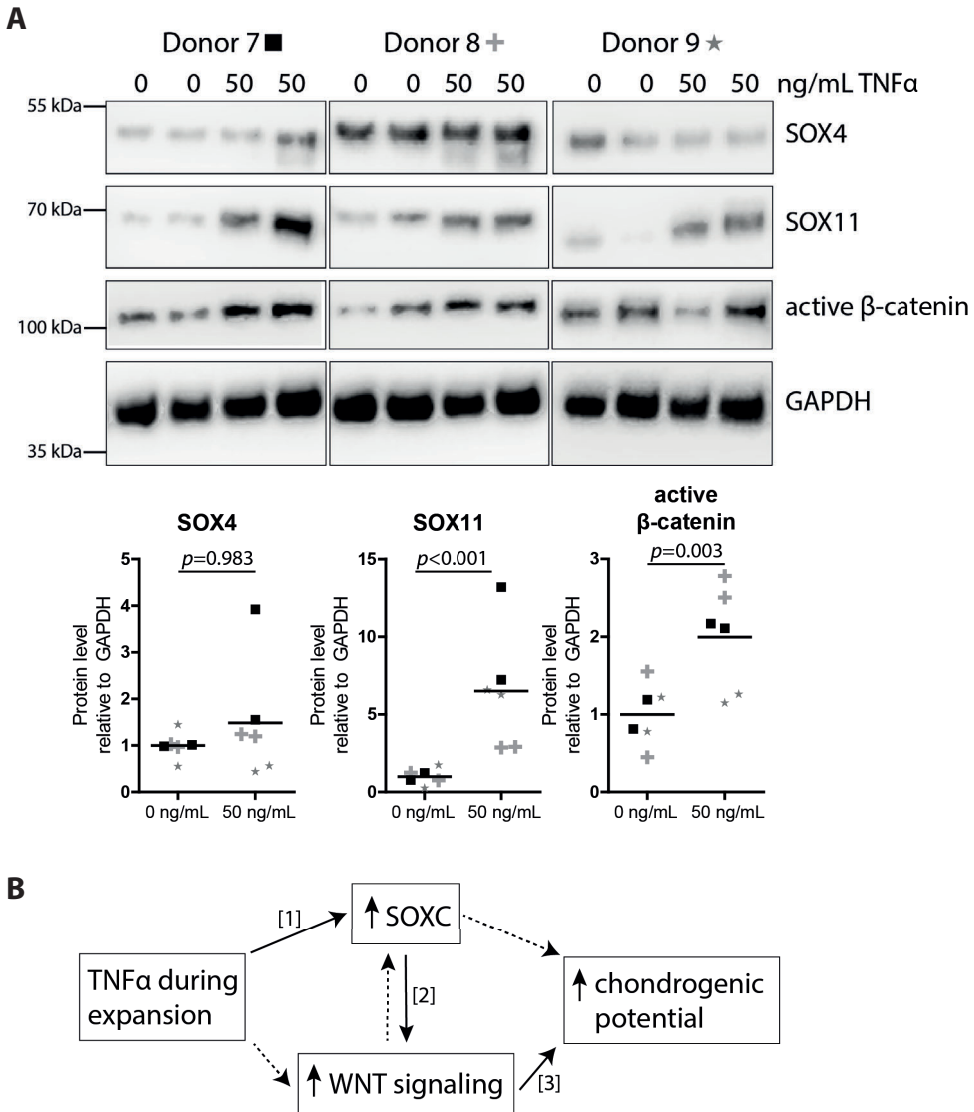 A
Donor 7 Donor 8 Donor 9
0 0 50 50 0 0 50 50 0 0 50 50 ng/mL TNFα
55 kDa
SOX4
70 kDa
SOX11
active β-catenin
100 kDa
GAPDH
35 kDa
SOX4
p=0.983
Protein level
relative to GAPDH
5
4
3
2
1
0
0 ng/mL 50 ng/mL
SOX11
p<0.001
Protein level
relative to GAPDH
15
10
5
0
0 ng/mL 50 ng/mL
active
β-catenin
p=0.003
Protein level
relative to GAPDH
3
2
1
0
0 ng/mL 50 ng/mL
B
[1]
SOXC
TNFα during
expansion
[2]
chondrogenic
potential
WNT signaling
[3]